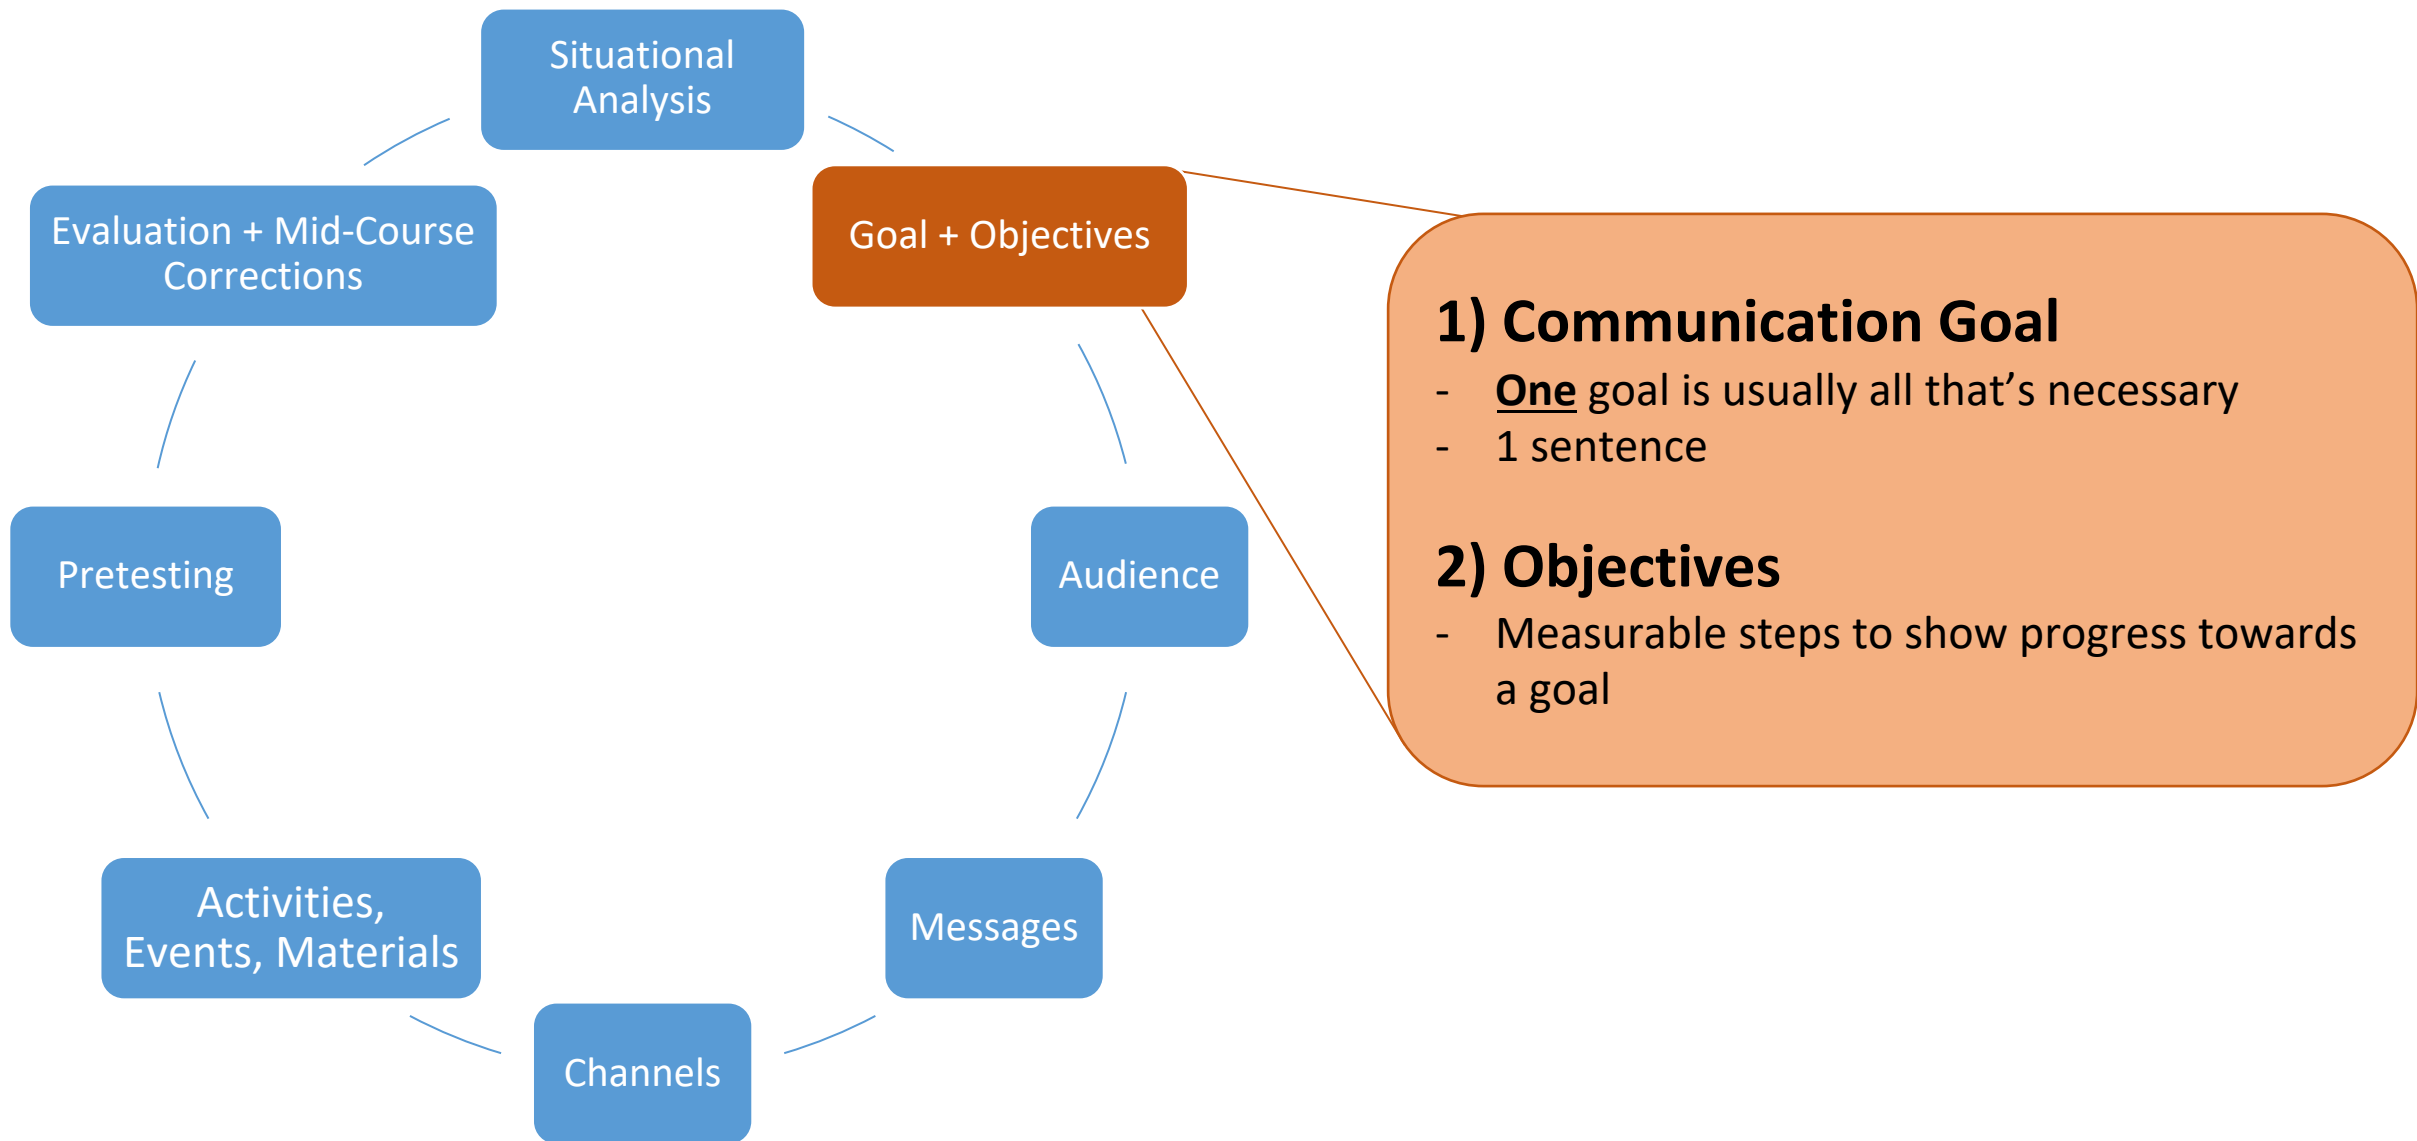 Situational
Analysis
Goal + Objectives
Audience
Messages
Channels
Activities,
Events, Materials
Pretesting
Evaluation + Mid-Course
Corrections
1) Communication Goal
- One goal is usually all that’s necessary
- 1 sentence
2) Objectives
- Measurable steps to show progress towards
a goal